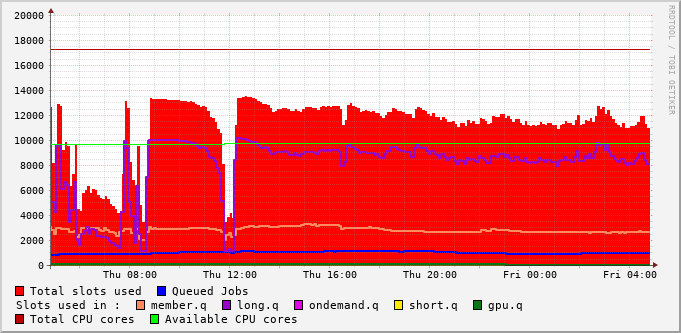 RRDTOOL / TOBI OETIKER
20000
18000
16000
14000
12000
10000
8000
6000
4000
2000
0
Thu 08:00 Thu 12:00 Thu 16:00 Thu 20:00 Fri 00:00 Fri 04:00
Total slots used Queued Jobs
Slots used in : member.q long.q ondemand.q short.q gpu.q
Total CPU cores Available CPU cores